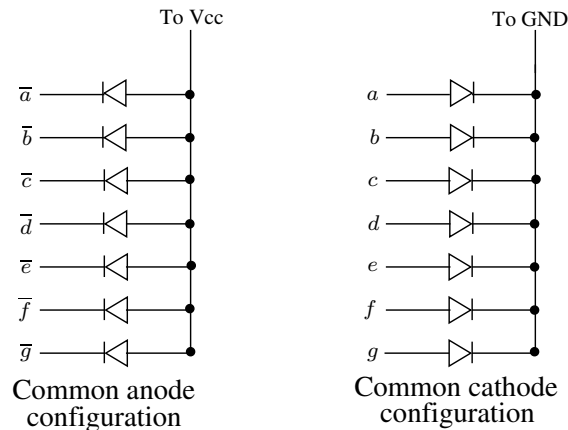 To Vcc
a̅
b̅
c̅
d̅
e̅
f̅
g̅
Common anode
configuration
To GND
a
b
c
d
e
f
g
Common cathode
configuration